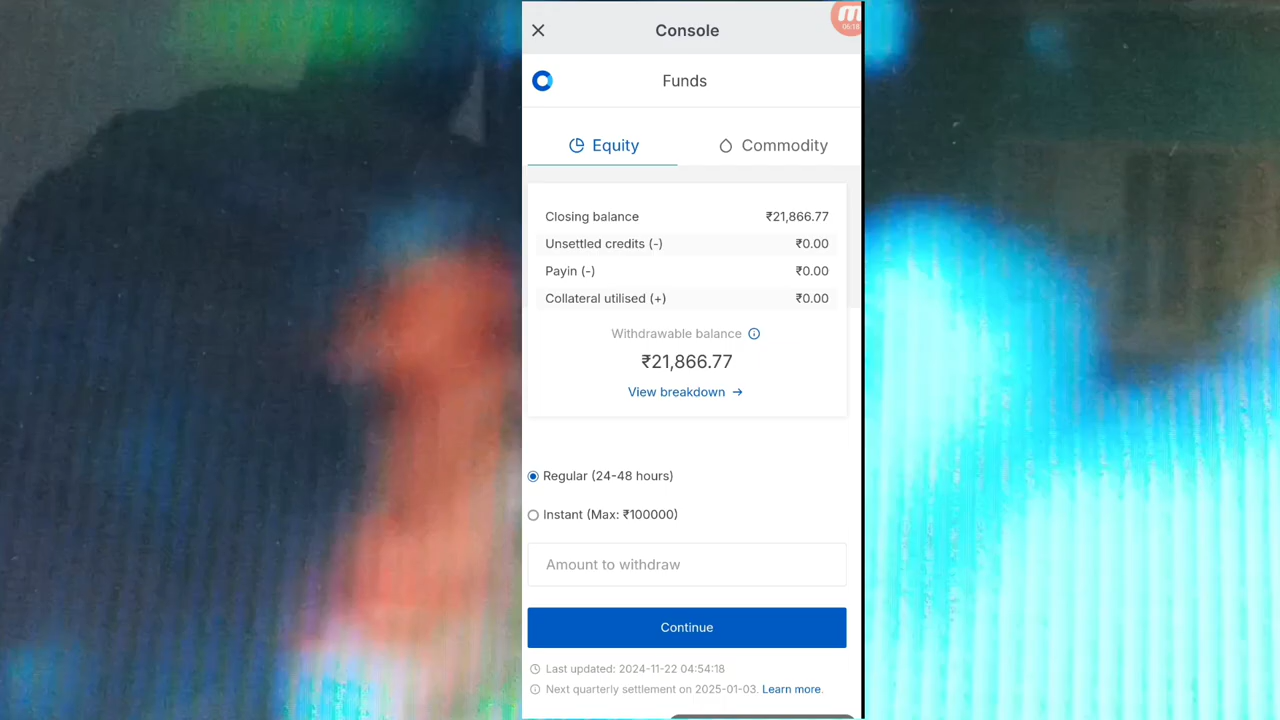 Console
06:18
Funds
Equity
Commodity
Closing balance ₹21,866.77
Unsettled credits (-) ₹0.00
Payin (-) ₹0.00
Collateral utilised (+) ₹0.00
Withdrawable balance
₹21,866.77
View breakdown →
Regular (24-48 hours)
Instant (Max: ₹100000)
Amount to withdraw
Continue
Last updated: 2024-11-22 04:54:18
Next quarterly settlement on 2025-01-03. Learn more.